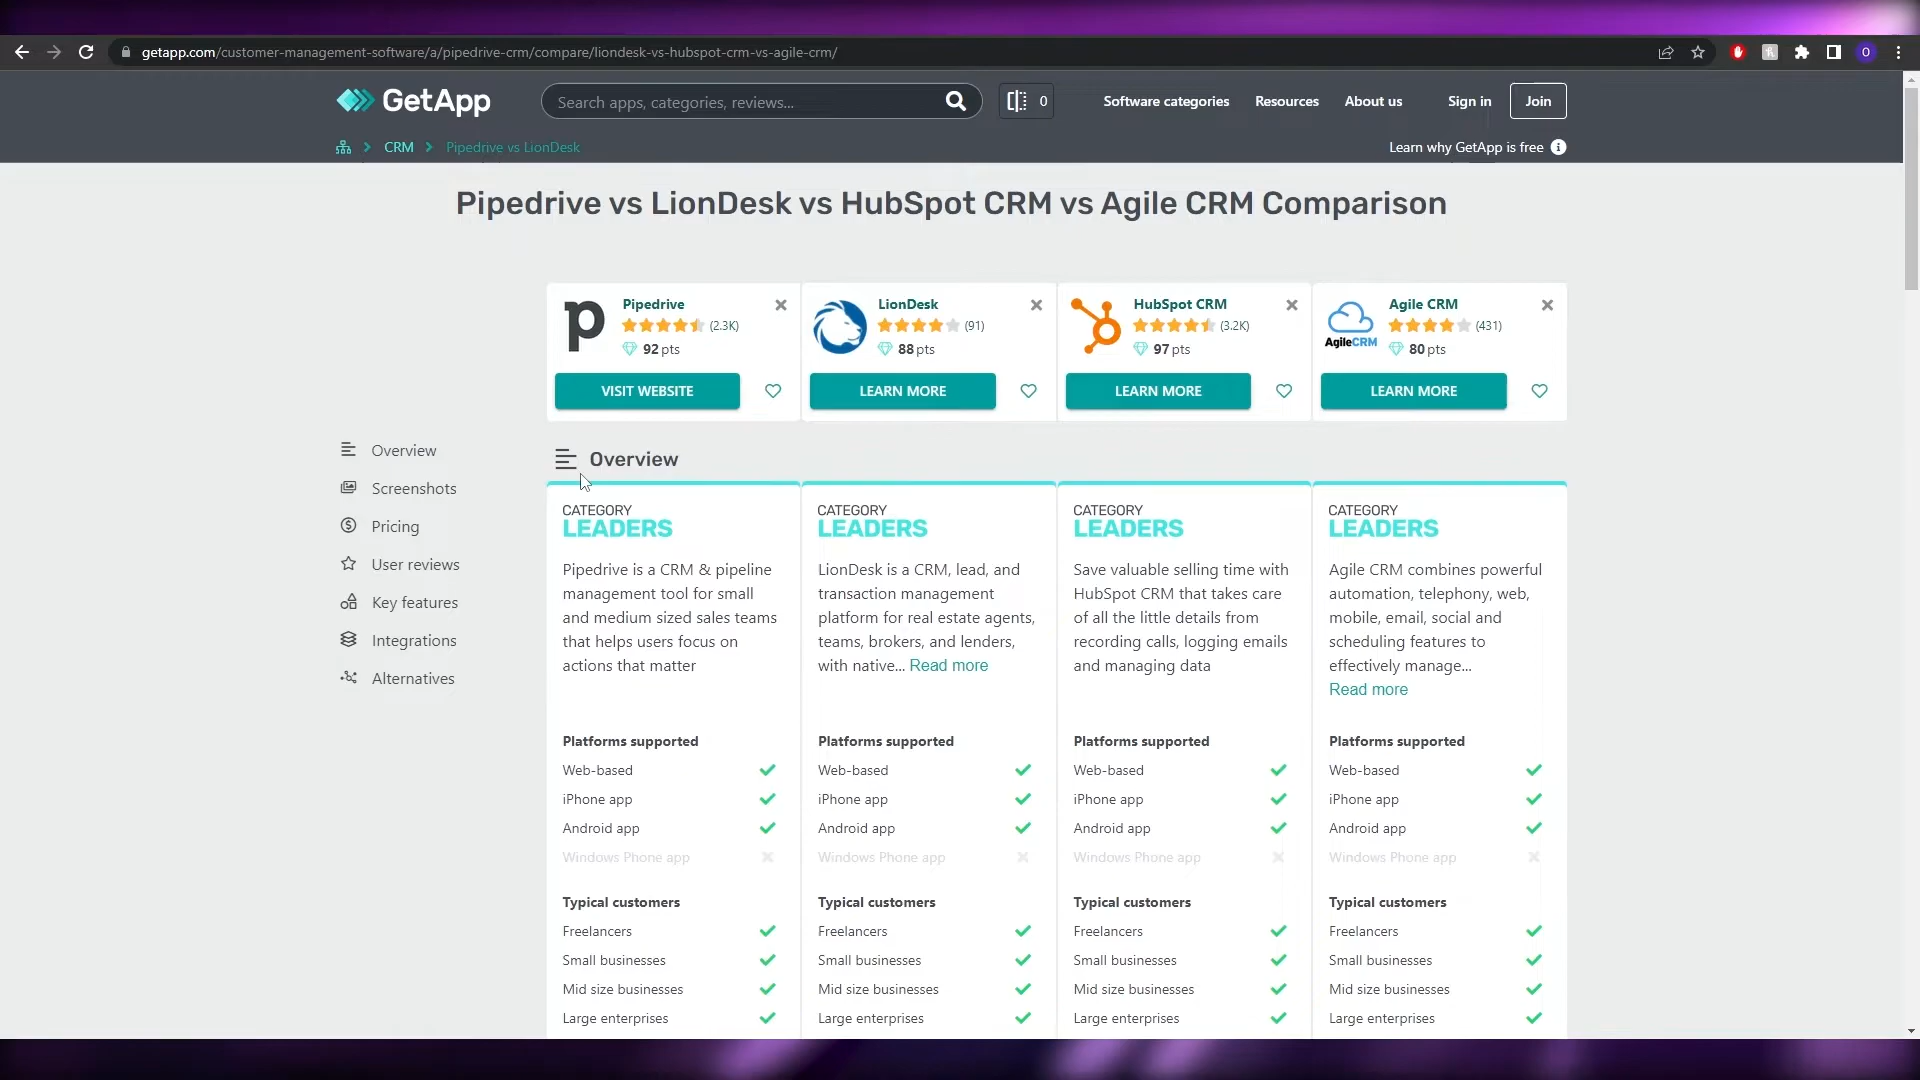 getapp.com/customer-management-software/a/pipedrive-crm/compare/liondesk-vs-hubspot-crm-vs-agile-crm/
O
GetApp
Search apps, categories, reviews...
0
Software categories
Resources
About us
Sign in
Join
CRM
Pipedrive vs LionDesk
Learn why GetApp is free
Pipedrive vs LionDesk vs HubSpot CRM vs Agile CRM Comparison
Pipedrive
(2.3K)
92 pts
VISIT WEBSITE
LionDesk
(91)
88 pts
LEARN MORE
HubSpot CRM
(3.2K)
97 pts
LEARN MORE
AgileCRM
Agile CRM
(431)
80 pts
LEARN MORE
Overview
Screenshots
Pricing
User reviews
Key features
Integrations
Alternatives
Overview
CATEGORY
LEADERS
Pipedrive is a CRM & pipeline
management tool for small
and medium sized sales teams
that helps users focus on
actions that matter
Platforms supported
Web-based
iPhone app
Android app
Windows Phone app
Typical customers
Freelancers
Small businesses
Mid size businesses
Large enterprises
CATEGORY
LEADERS
LionDesk is a CRM, lead, and
transaction management
platform for real estate agents,
teams, brokers, and lenders,
with native... Read more
Platforms supported
Web-based
iPhone app
Android app
Windows Phone app
Typical customers
Freelancers
Small businesses
Mid size businesses
Large enterprises
CATEGORY
LEADERS
Save valuable selling time with
HubSpot CRM that takes care
of all the little details from
recording calls, logging emails
and managing data
Platforms supported
Web-based
iPhone app
Android app
Windows Phone app
Typical customers
Freelancers
Small businesses
Mid size businesses
Large enterprises
CATEGORY
LEADERS
Agile CRM combines powerful
automation, telephony, web,
mobile, email, social and
scheduling features to
effectively manage...
Read more
Platforms supported
Web-based
iPhone app
Android app
Windows Phone app
Typical customers
Freelancers
Small businesses
Mid size businesses
Large enterprises